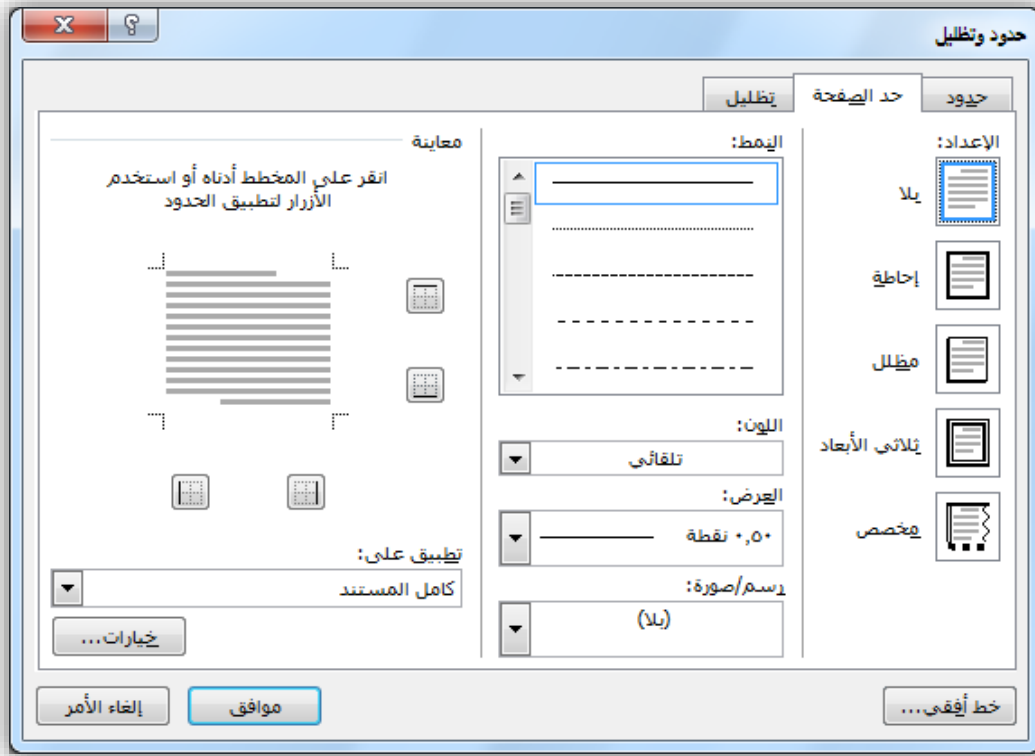 حدود وتظليل
حدود
حد الصفحة
تظليل
الإعداد:
بلا
إحاطة
مظلل
ثلاثي الأبعاد
مخصص
النمط:
اللون:
تلقائي
العرض:
٠,٥٠ نقطة
رسم/صورة:
(بلا)
معاينة
انقر على المخطط أدناه أو استخدم
الأزرار لتطبيق الحدود
تطبيق على:
كامل المستند
خيارات...
خط أفقي...
موافق
إلغاء الأمر